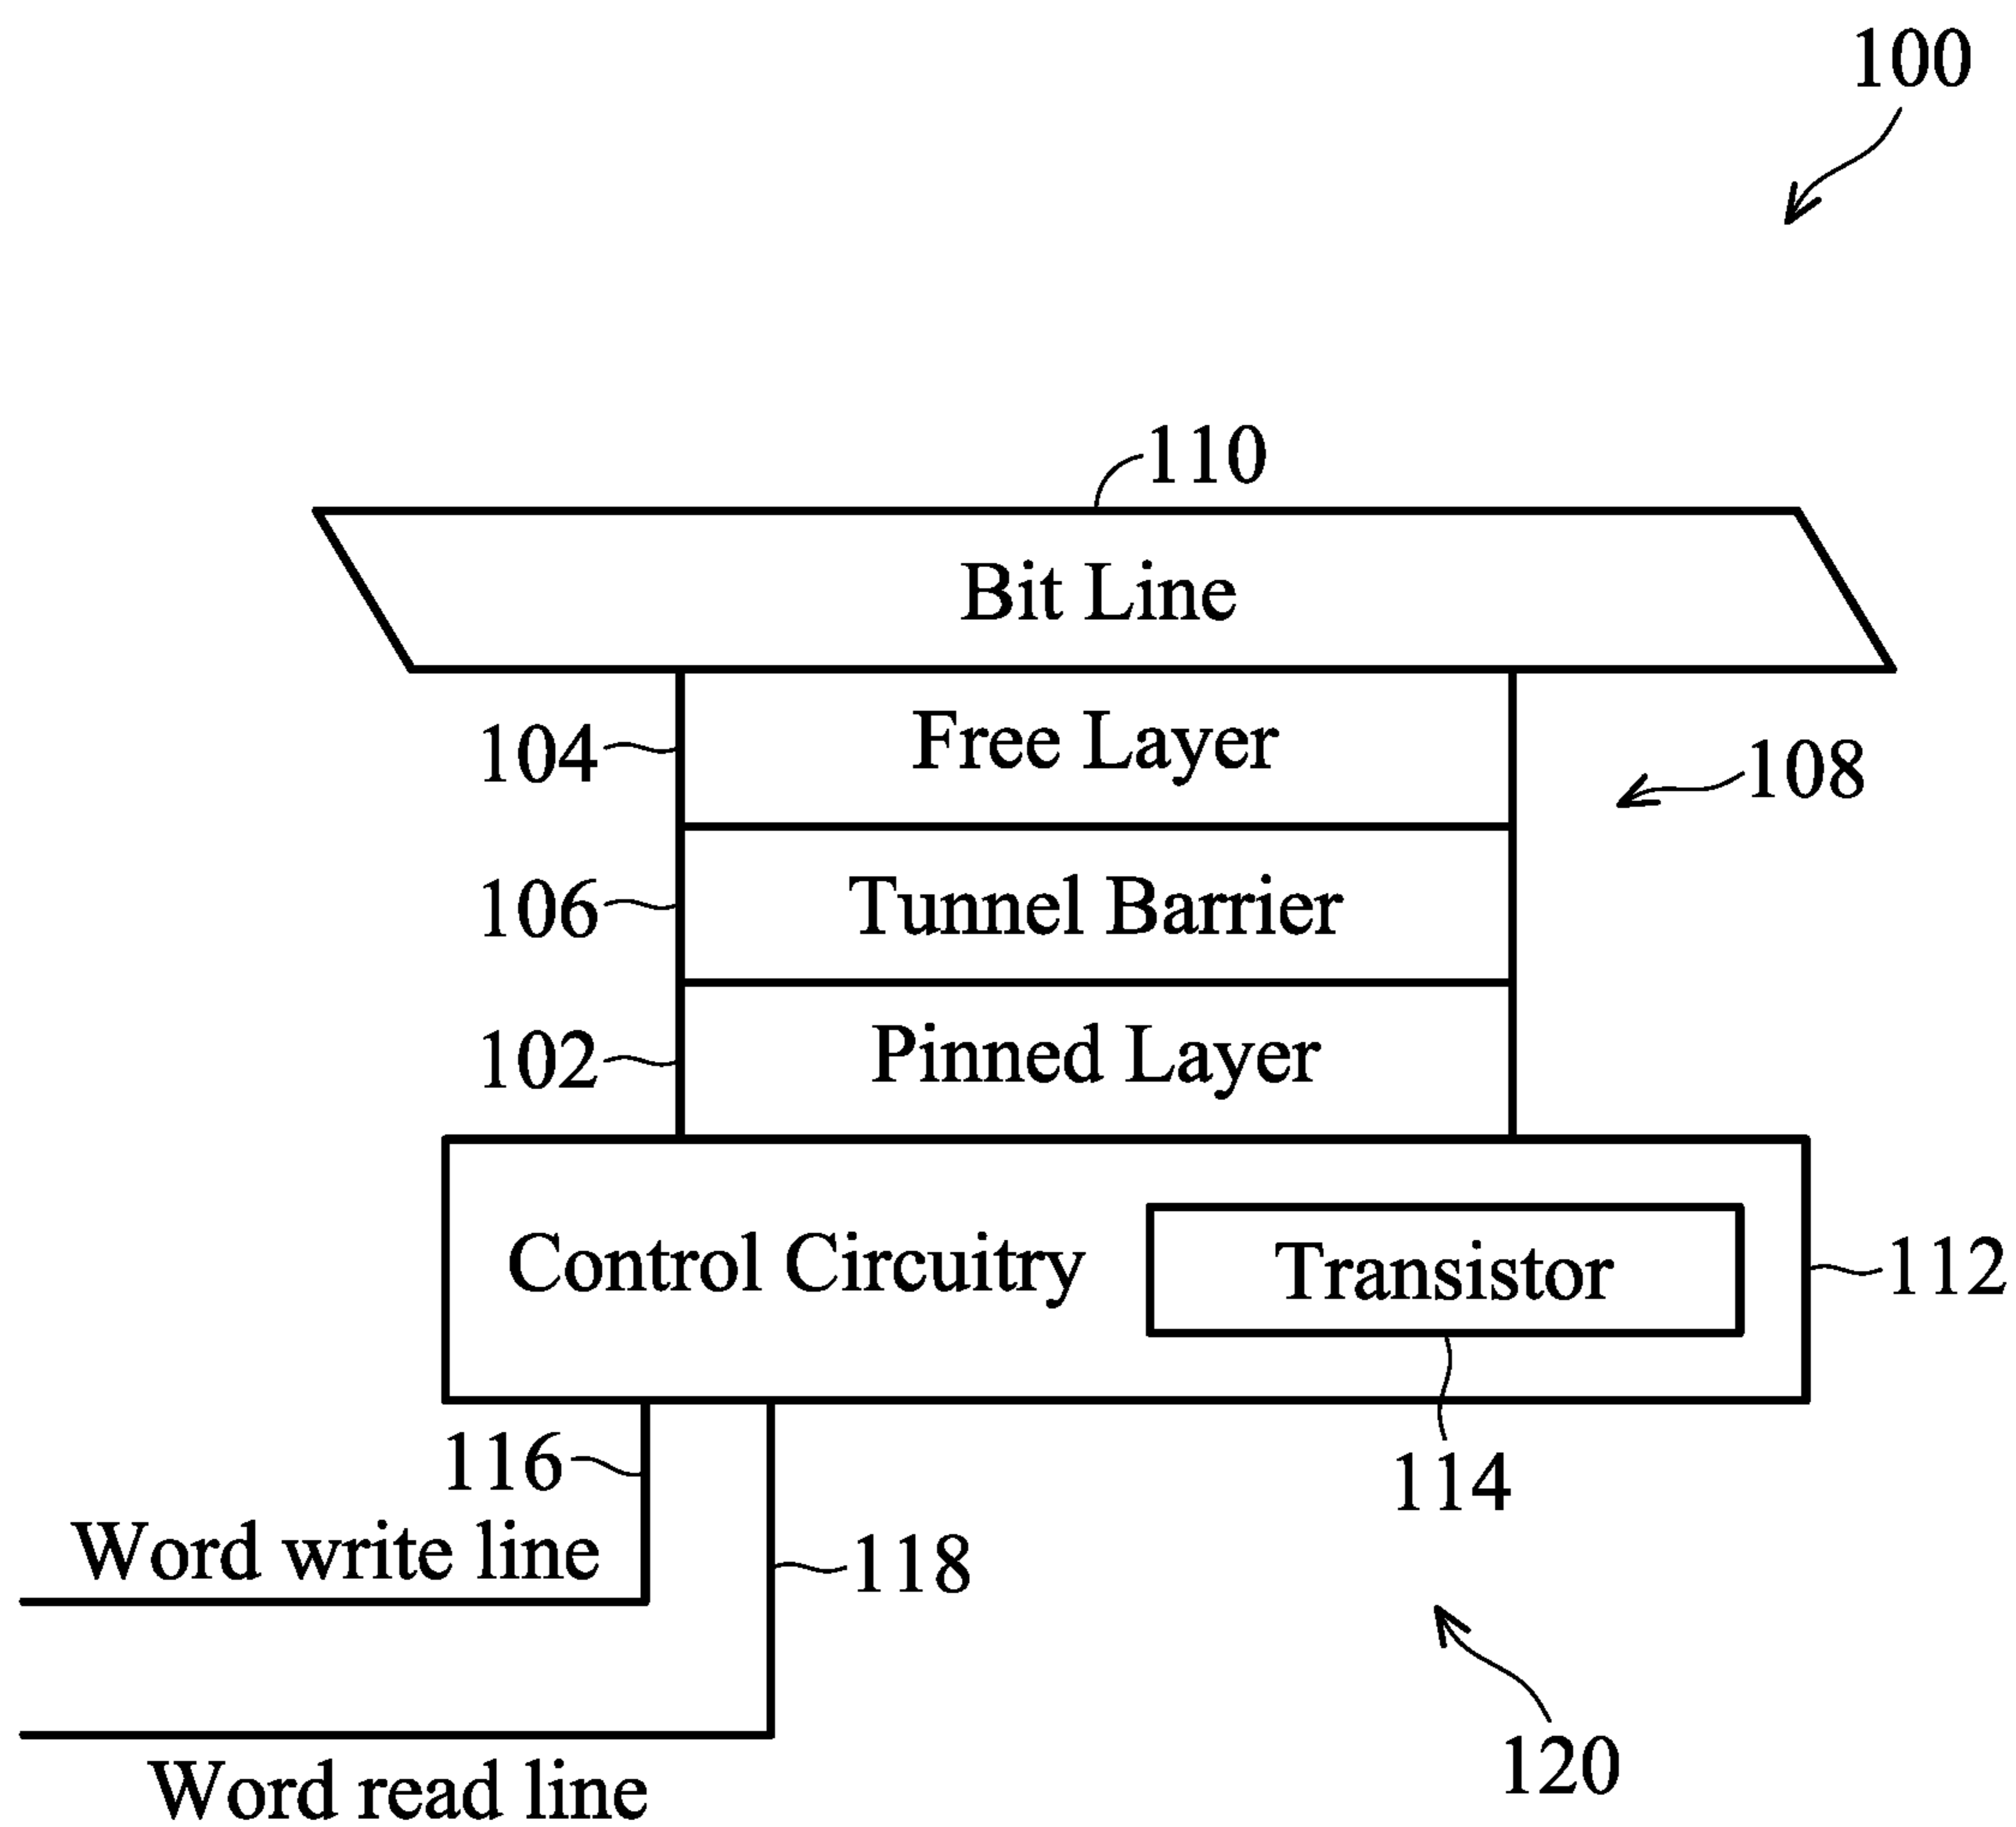 100
110
Bit Line
104
Free Layer
108
106
Tunnel Barrier
102
Pinned Layer
Control Circuitry
Transistor
112
116
114
Word write line
118
120
Word read line